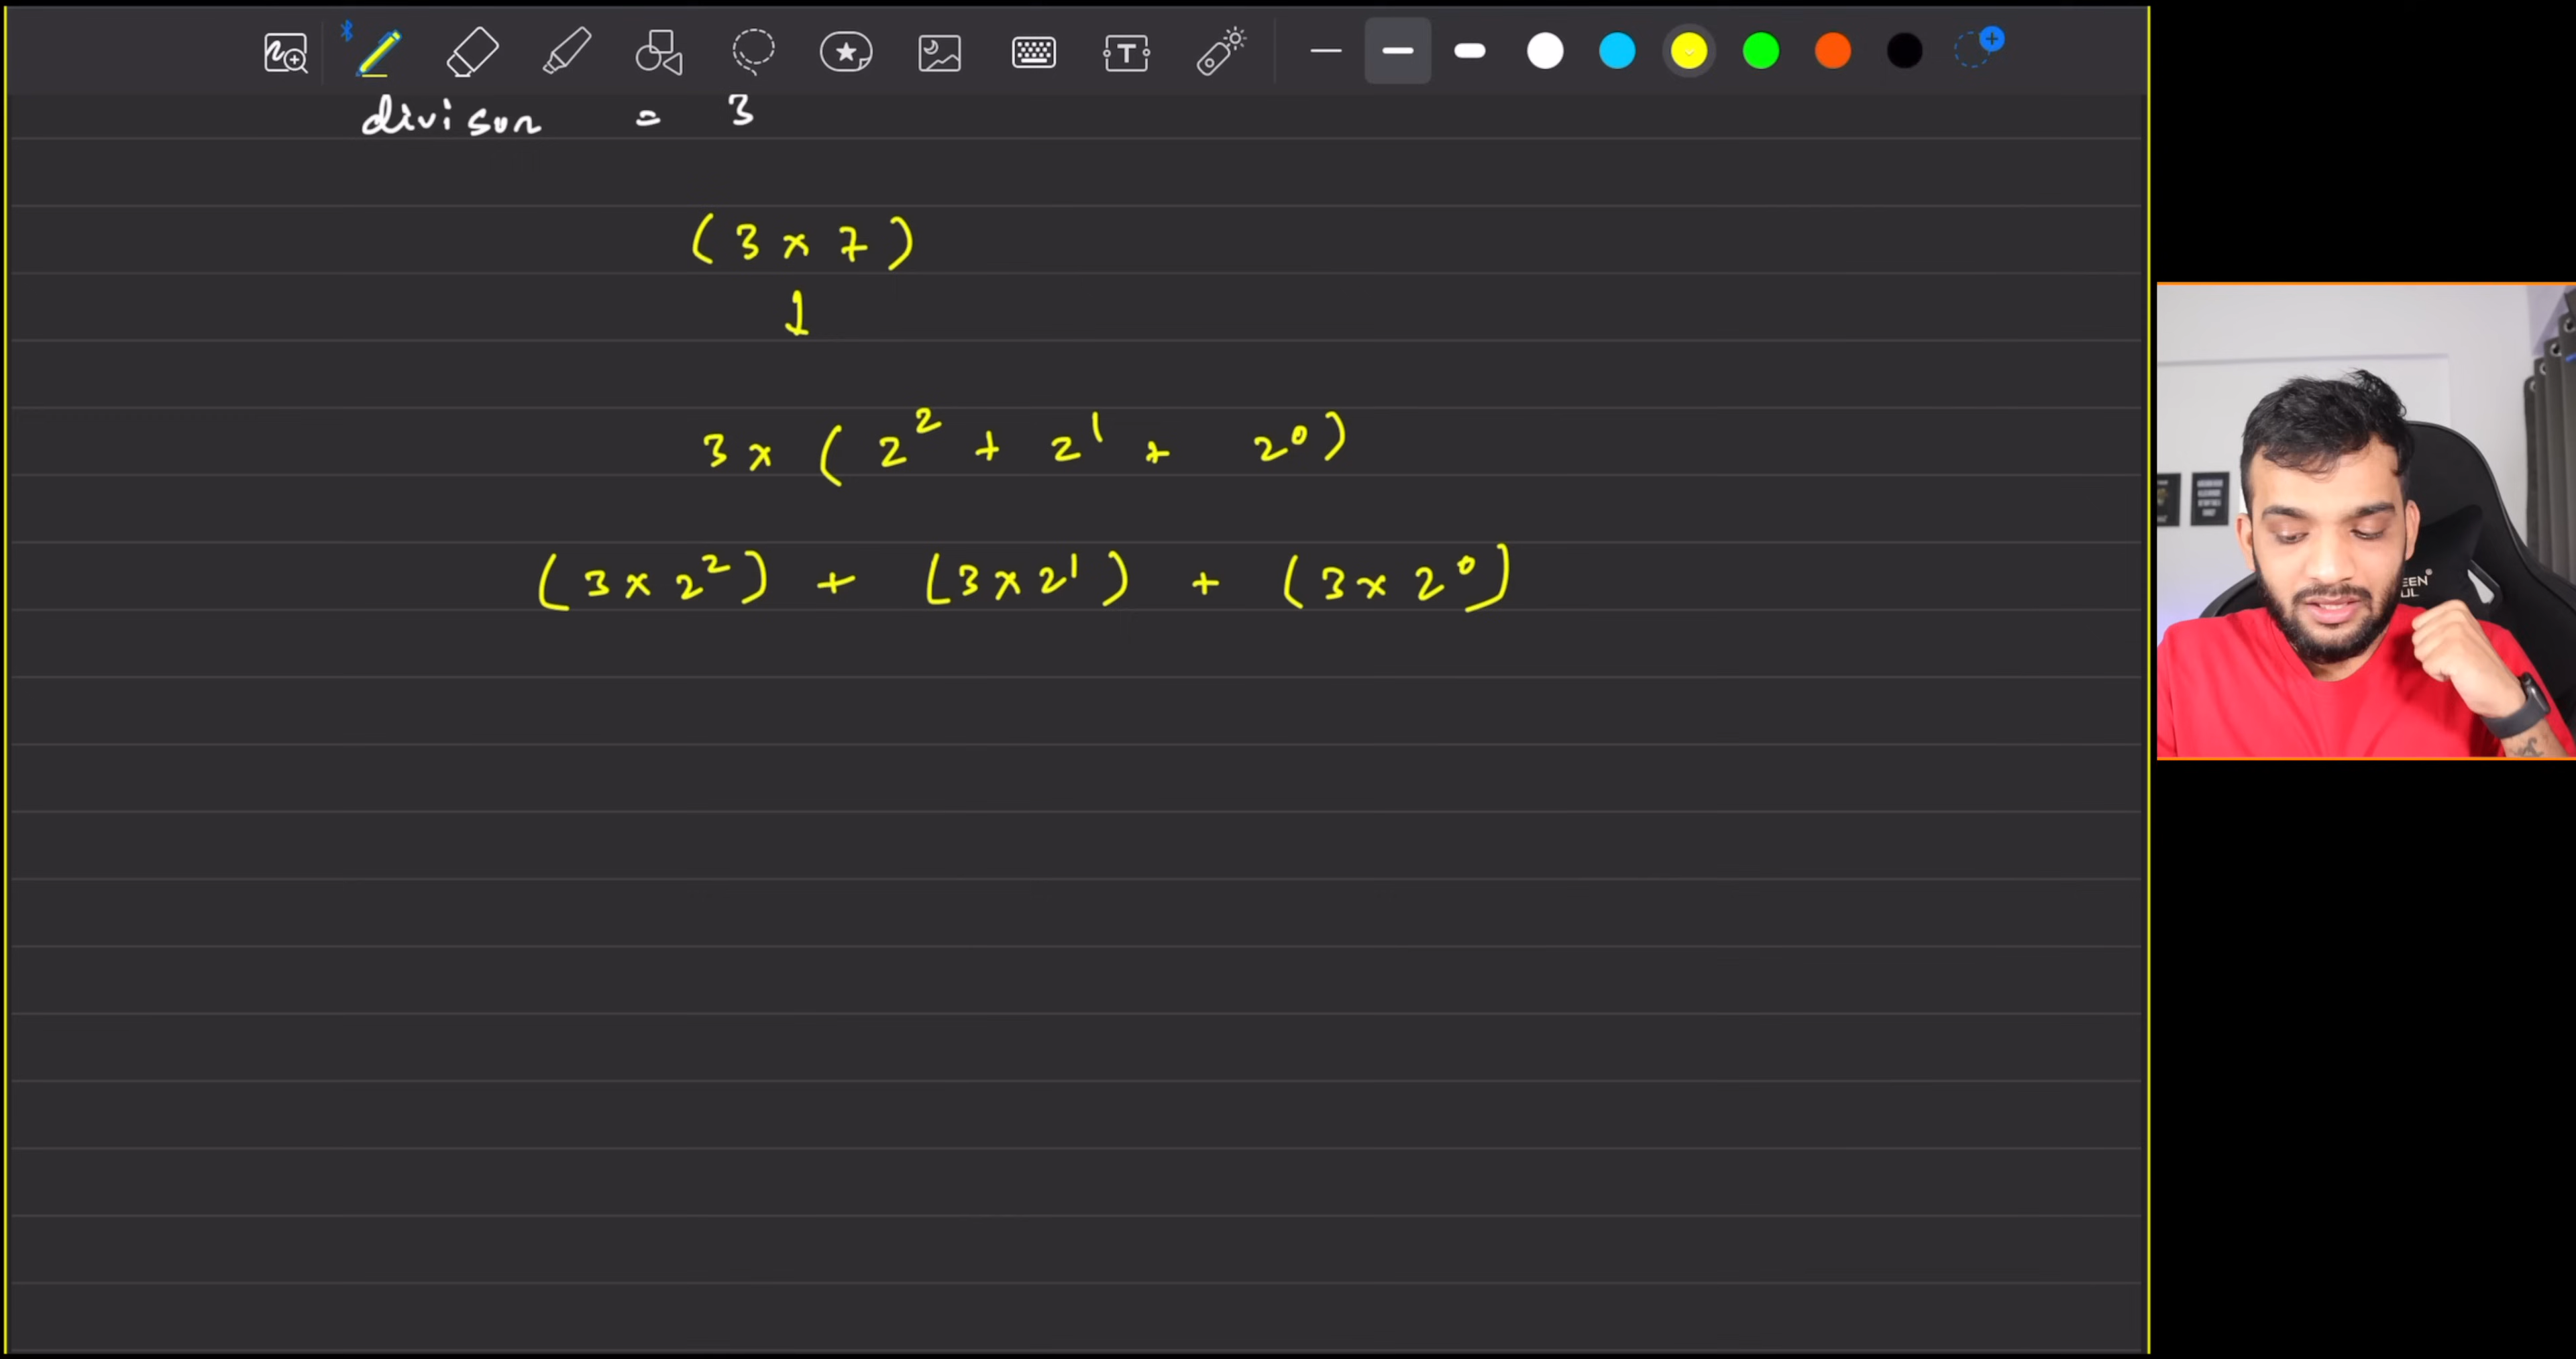 divisor = 3
(3 × 7)
3 × (2² + 2¹ + 2⁰)
(3 × 2²) + (3 × 2¹) + (3 × 2⁰)